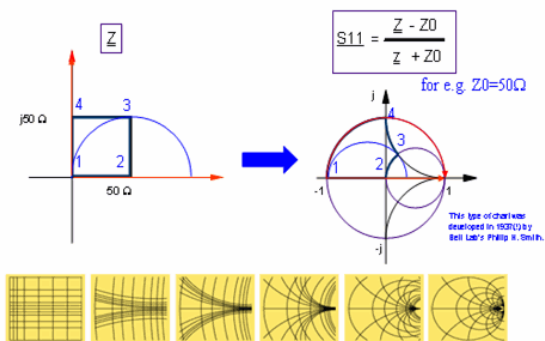 Z
S11 = Z - Z0
z + Z0
for e.g. Z0=50Ω
j50 Ω
4
3
1
2
50 Ω
j
4
3
2
1
-1
1
-j
This type of chart was
developed in 1937(!) by
Bell Lab's Philip H. Smith.